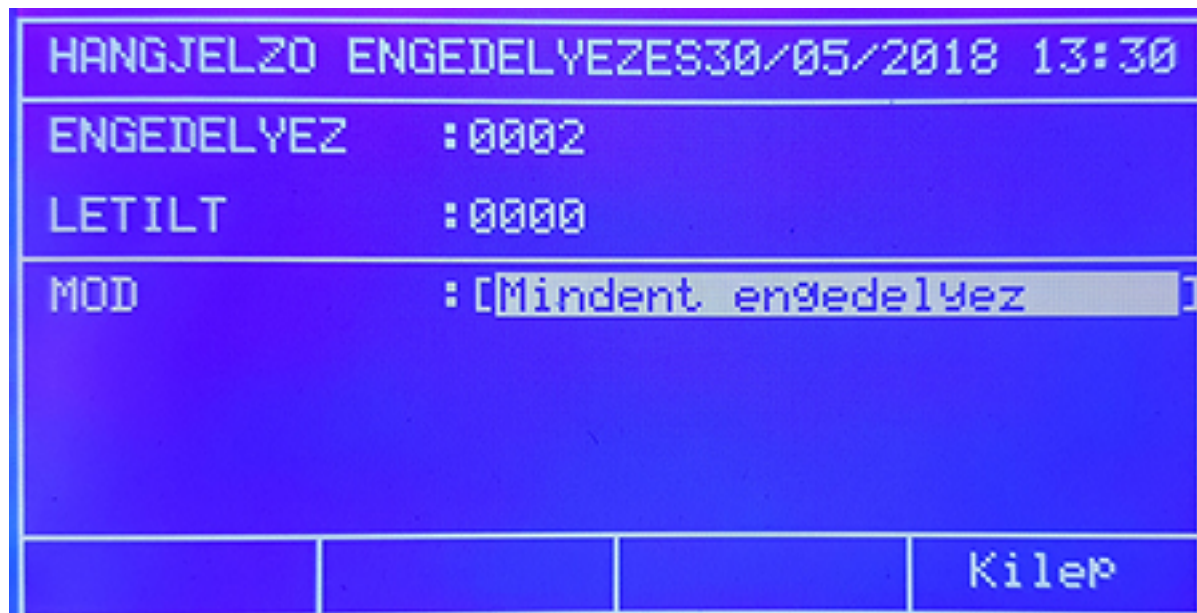 HANGJELZO ENGEDELYEZES30/05/2018 13:30
ENGEDELYEZ :0002
LETILT :0000
MOD :[Mindent engedelyez ]
Kilep